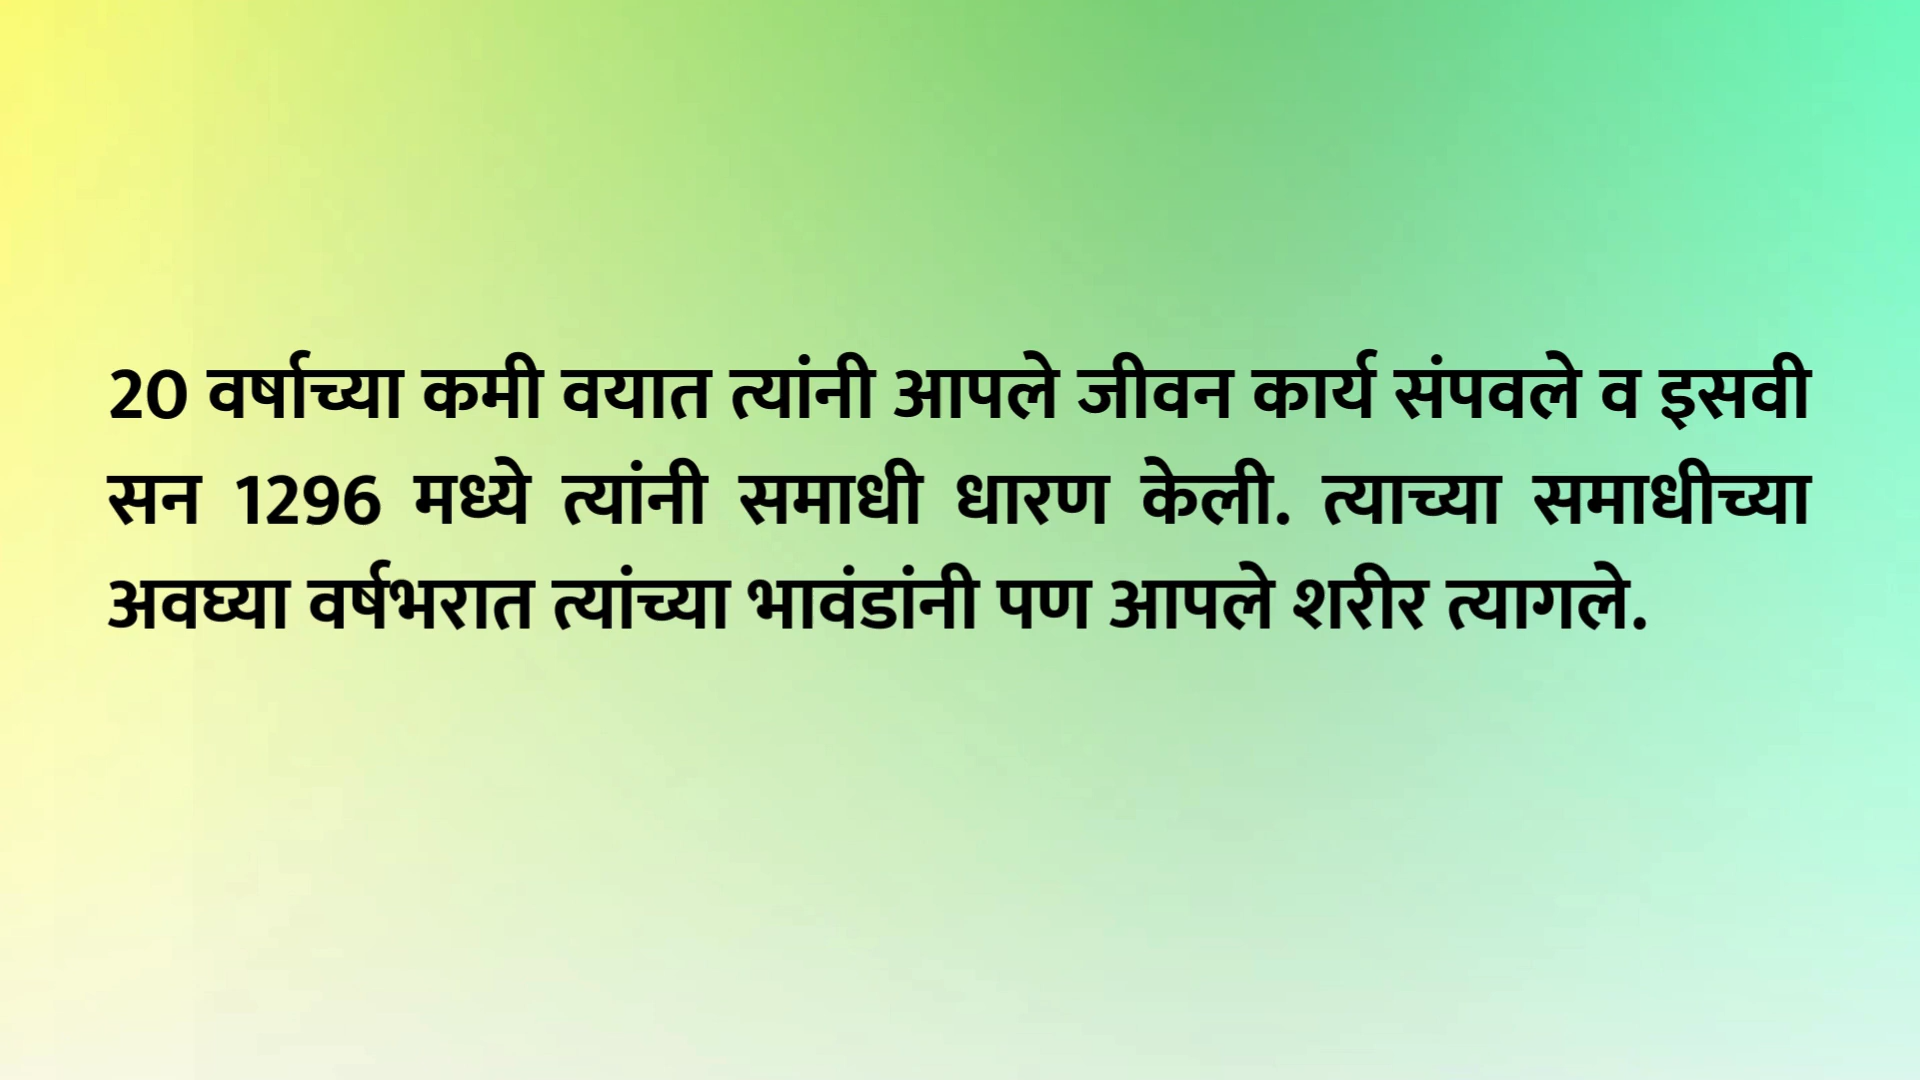 20 वर्षाच्या कमी वयात त्यांनी आपले जीवन कार्य संपवले व इसवी
सन 1296 मध्ये त्यांनी समाधी धारण केली. त्याच्या समाधीच्या
अवघ्या वर्षभरात त्यांच्या भावंडांनी पण आपले शरीर त्यागले.